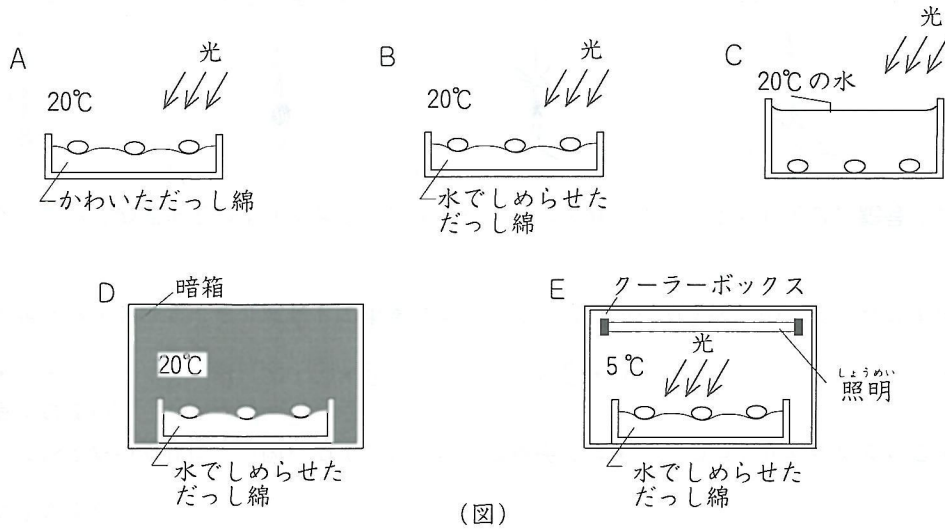 A
光
20℃
かわいただっし綿
B
光
20℃
水でしめらせた
だっし綿
C
光
20℃の水
D
暗箱
20℃
水でしめらせた
だっし綿
E
クーラーボックス
光
5℃
しょうめい
照明
水でしめらせた
だっし綿
(図)